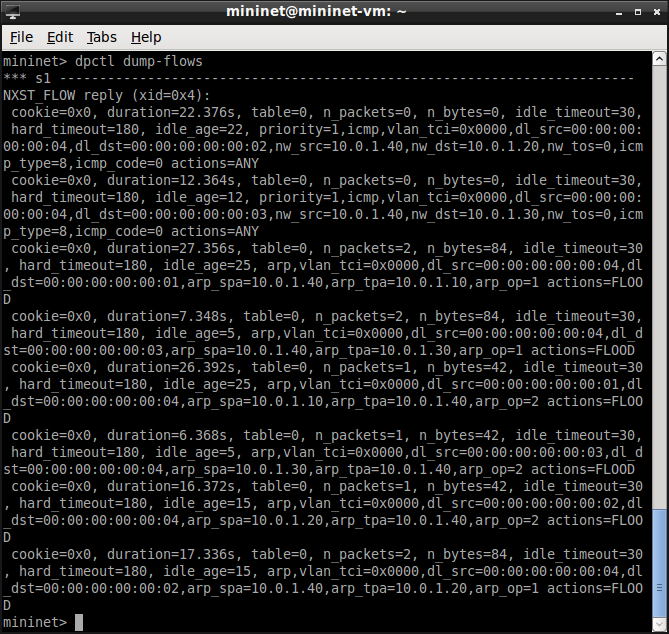 mininet@mininet-vm: ~
File Edit Tabs Help
mininet> dpctl dump-flows
*** s1 ------------------------------------------------------------------------
NXST_FLOW reply (xid=0x4):
 cookie=0x0, duration=22.376s, table=0, n_packets=0, n_bytes=0, idle_timeout=30,
 hard_timeout=180, idle_age=22, priority=1,icmp,vlan_tci=0x0000,dl_src=00:00:00:
00:00:04,dl_dst=00:00:00:00:00:02,nw_src=10.0.1.40,nw_dst=10.0.1.20,nw_tos=0,icm
p_type=8,icmp_code=0 actions=ANY
 cookie=0x0, duration=12.364s, table=0, n_packets=0, n_bytes=0, idle_timeout=30,
 hard_timeout=180, idle_age=12, priority=1,icmp,vlan_tci=0x0000,dl_src=00:00:00:
00:00:04,dl_dst=00:00:00:00:00:03,nw_src=10.0.1.40,nw_dst=10.0.1.30,nw_tos=0,icm
p_type=8,icmp_code=0 actions=ANY
 cookie=0x0, duration=27.356s, table=0, n_packets=2, n_bytes=84, idle_timeout=30
, hard_timeout=180, idle_age=25, arp,vlan_tci=0x0000,dl_src=00:00:00:00:00:04,dl
_dst=00:00:00:00:00:01,arp_spa=10.0.1.40,arp_tpa=10.0.1.10,arp_op=1 actions=FLOO
D
 cookie=0x0, duration=7.348s, table=0, n_packets=2, n_bytes=84, idle_timeout=30,
 hard_timeout=180, idle_age=5, arp,vlan_tci=0x0000,dl_src=00:00:00:00:00:04,dl_d
st=00:00:00:00:00:03,arp_spa=10.0.1.40,arp_tpa=10.0.1.30,arp_op=1 actions=FLOOD
 cookie=0x0, duration=26.392s, table=0, n_packets=1, n_bytes=42, idle_timeout=30
, hard_timeout=180, idle_age=25, arp,vlan_tci=0x0000,dl_src=00:00:00:00:00:01,dl
_dst=00:00:00:00:00:04,arp_spa=10.0.1.10,arp_tpa=10.0.1.40,arp_op=2 actions=FLOO
D
 cookie=0x0, duration=6.368s, table=0, n_packets=1, n_bytes=42, idle_timeout=30,
 hard_timeout=180, idle_age=5, arp,vlan_tci=0x0000,dl_src=00:00:00:00:00:03,dl_d
st=00:00:00:00:00:04,arp_spa=10.0.1.30,arp_tpa=10.0.1.40,arp_op=2 actions=FLOOD
 cookie=0x0, duration=16.372s, table=0, n_packets=1, n_bytes=42, idle_timeout=30
, hard_timeout=180, idle_age=15, arp,vlan_tci=0x0000,dl_src=00:00:00:00:00:02,dl
_dst=00:00:00:00:00:04,arp_spa=10.0.1.20,arp_tpa=10.0.1.40,arp_op=2 actions=FLOO
D
 cookie=0x0, duration=17.336s, table=0, n_packets=2, n_bytes=84, idle_timeout=30
, hard_timeout=180, idle_age=15, arp,vlan_tci=0x0000,dl_src=00:00:00:00:00:04,dl
_dst=00:00:00:00:00:02,arp_spa=10.0.1.40,arp_tpa=10.0.1.20,arp_op=1 actions=FLOO
D
mininet>